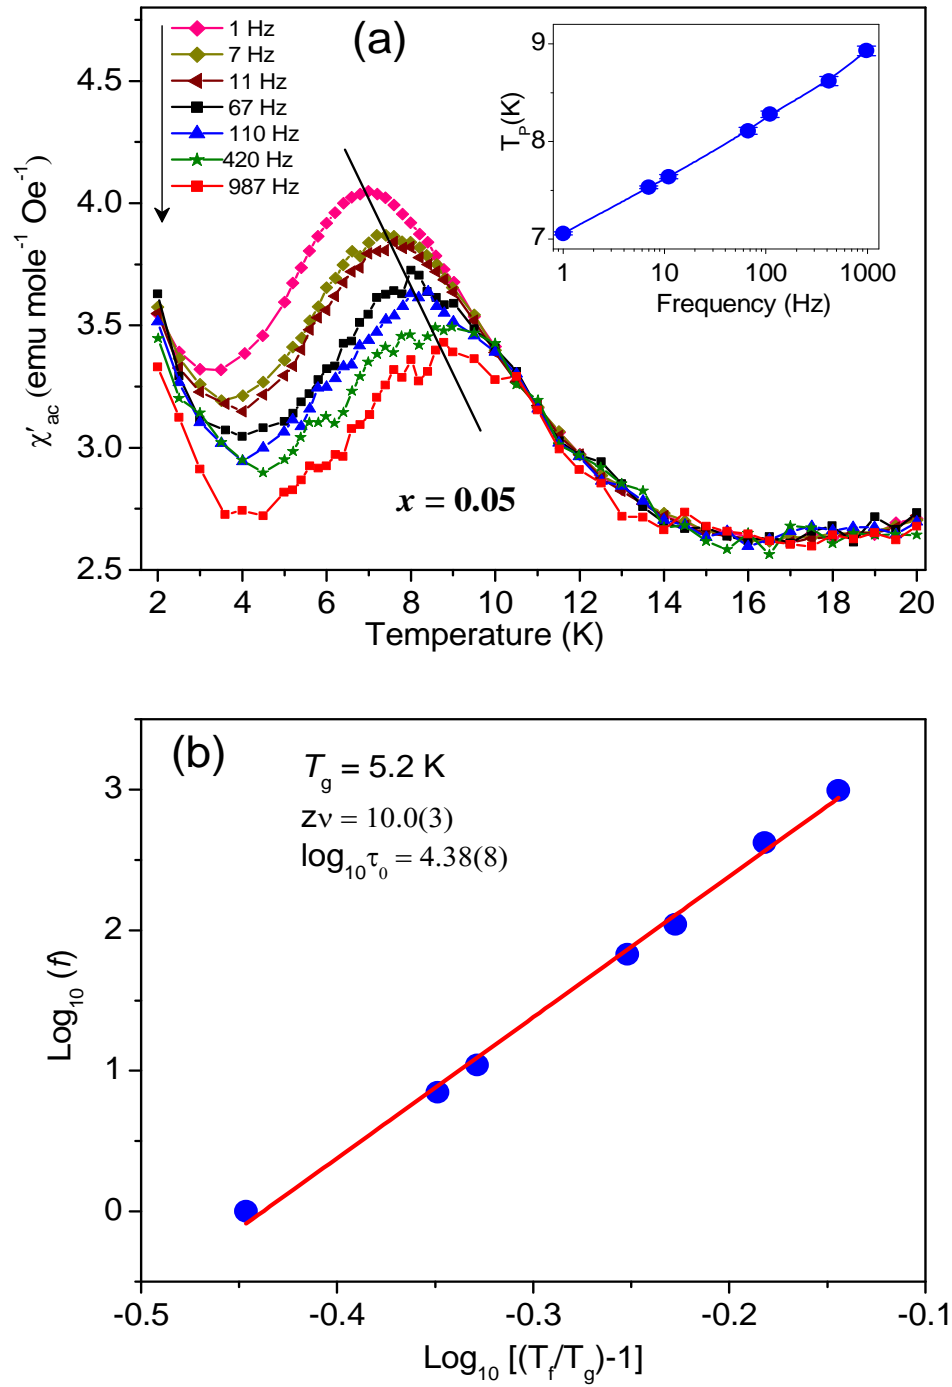 (a)
1 Hz
7 Hz
11 Hz
67 Hz
110 Hz
420 Hz
987 Hz
χ′ac (emu mole⁻¹ Oe⁻¹)
4.5
4.0
3.5
3.0
2.5
2 4 6 8 10 12 14 16 18 20
Temperature (K)
x = 0.05
TP(K)
9
8
7
1 10 100 1000
Frequency (Hz)
(b)
Tg = 5.2 K
zν = 10.0(3)
log10τ0 = 4.38(8)
Log10 (f)
3
2
1
0
-0.5 -0.4 -0.3 -0.2 -0.1
Log10 [(Tf/Tg)-1]